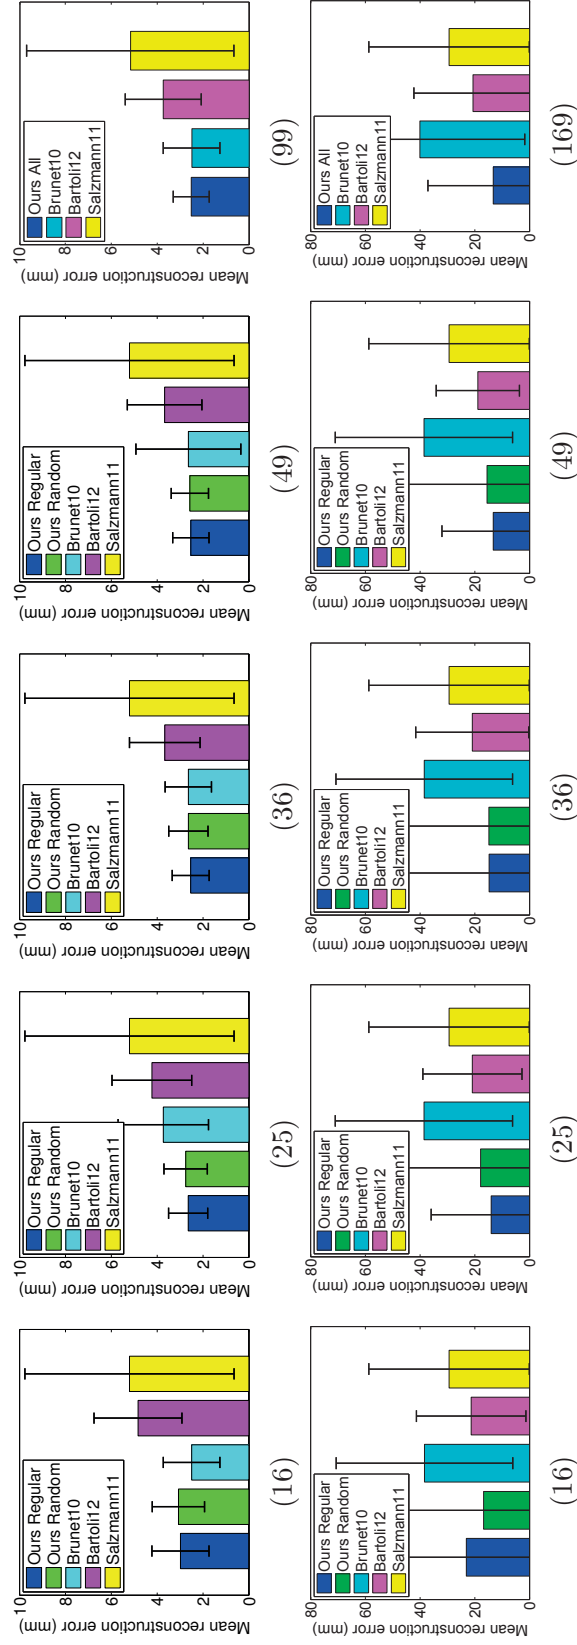 Mean reconstruction error (mm)
10
8
6
4
2
0
Ours Regular
Ours Random
Brunet10
Bartoli12
Salzmann11
(16)
Mean reconstruction error (mm)
10
8
6
4
2
0
Ours Regular
Ours Random
Brunet10
Bartoli12
Salzmann11
(25)
Mean reconstruction error (mm)
10
8
6
4
2
0
Ours Regular
Ours Random
Brunet10
Bartoli12
Salzmann11
(36)
Mean reconstruction error (mm)
10
8
6
4
2
0
Ours Regular
Ours Random
Brunet10
Bartoli12
Salzmann11
(49)
Mean reconstruction error (mm)
10
8
6
4
2
0
Ours All
Brunet10
Bartoli12
Salzmann11
(99)
Mean reconstruction error (mm)
80
60
40
20
0
Ours Regular
Ours Random
Brunet10
Bartoli12
Salzmann11
(16)
Mean reconstruction error (mm)
80
60
40
20
0
Ours Regular
Ours Random
Brunet10
Bartoli12
Salzmann11
(25)
Mean reconstruction error (mm)
80
60
40
20
0
Ours Regular
Ours Random
Brunet10
Bartoli12
Salzmann11
(36)
Mean reconstruction error (mm)
80
60
40
20
0
Ours Regular
Ours Random
Brunet10
Bartoli12
Salzmann11
(49)
Mean reconstruction error (mm)
80
60
40
20
0
Ours All
Brunet10
Bartoli12
Salzmann11
(169)